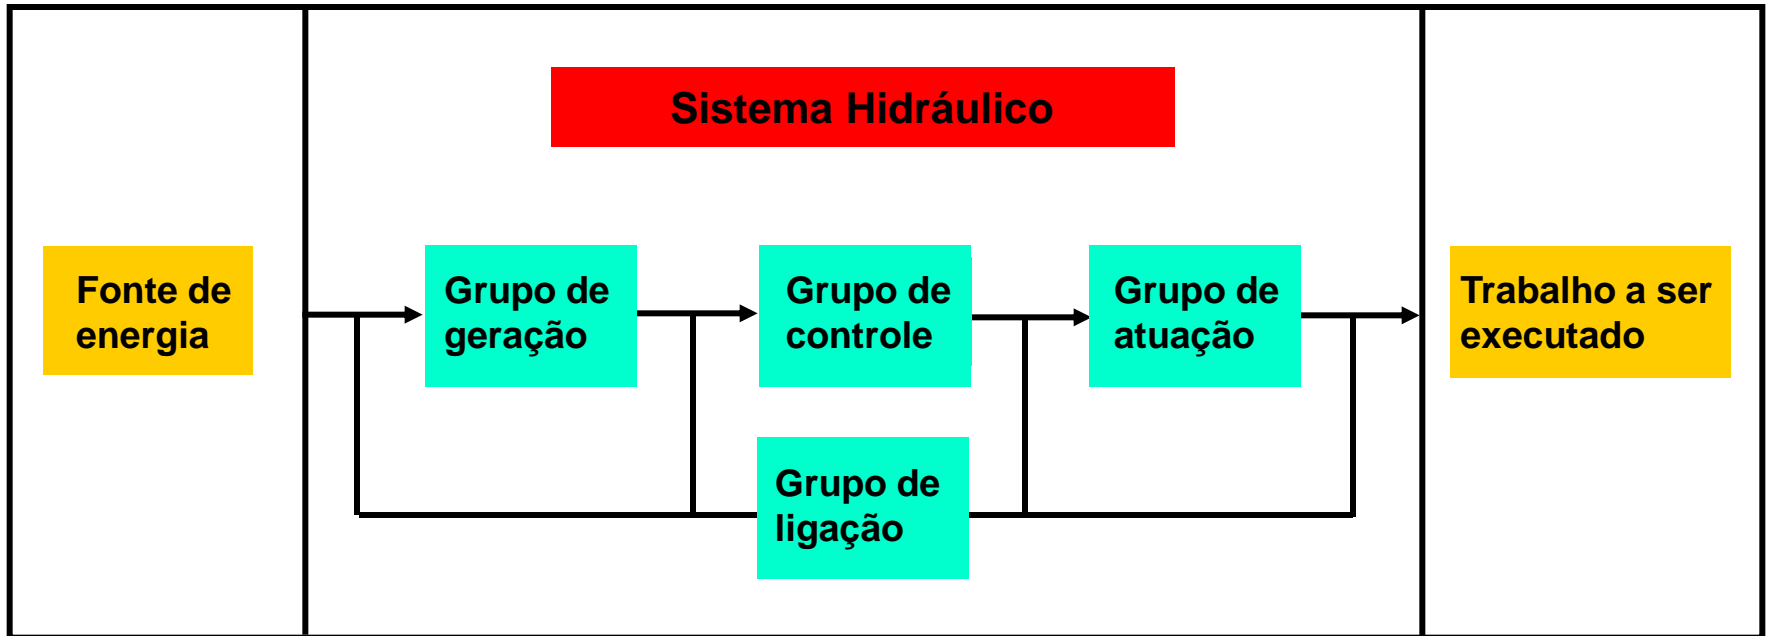 Sistema Hidráulico
Fonte de
energia
Grupo de
geração
Grupo de
controle
Grupo de
atuação
Trabalho a ser
executado
Grupo de
ligação